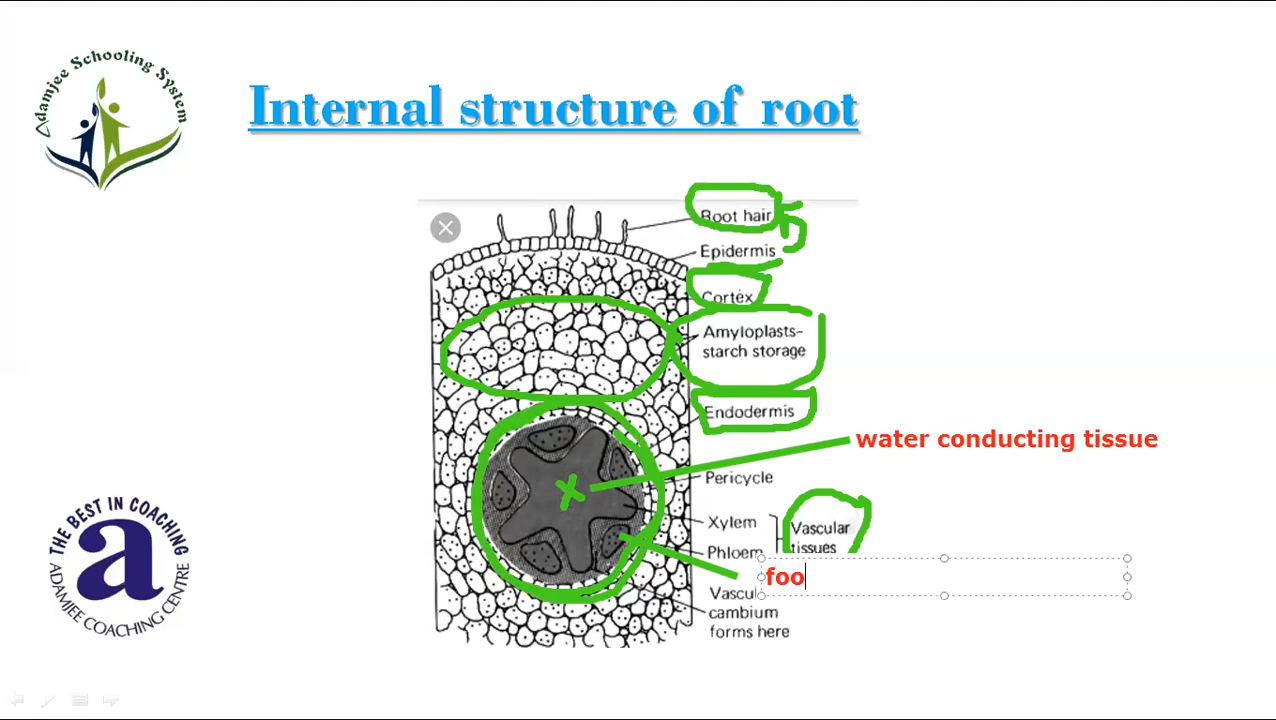 Adamjee Schooling System
Internal structure of root
Root hair
Epidermis
Cortex
Amyloplasts-
starch storage
Endodermis
water conducting tissue
Pericycle
Xylem
Vascular
tissues
Phloem
foo
Vascul
cambium
forms here
X
THE BEST IN COACHING
a
ADAMJEE COACHING CENTRE